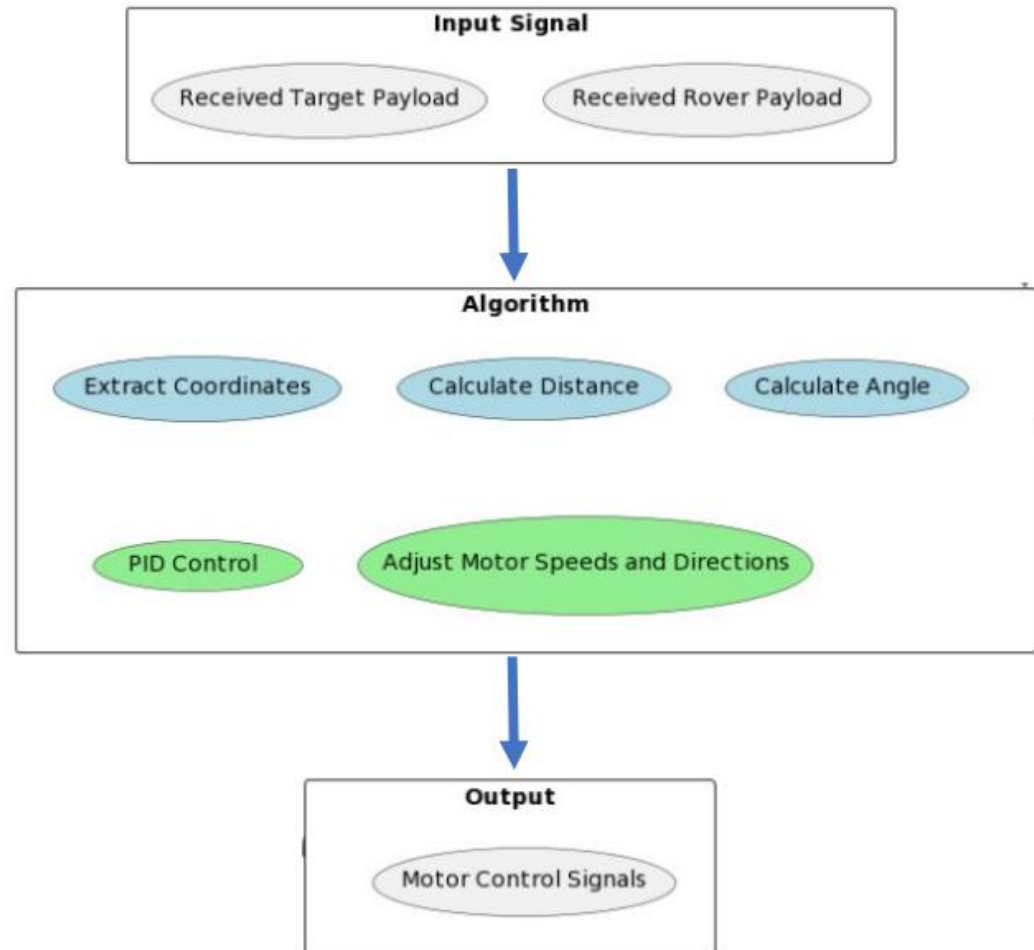 Input Signal
Received Target Payload
Received Rover Payload
Algorithm
Extract Coordinates
Calculate Distance
Calculate Angle
PID Control
Adjust Motor Speeds and Directions
Output
Motor Control Signals